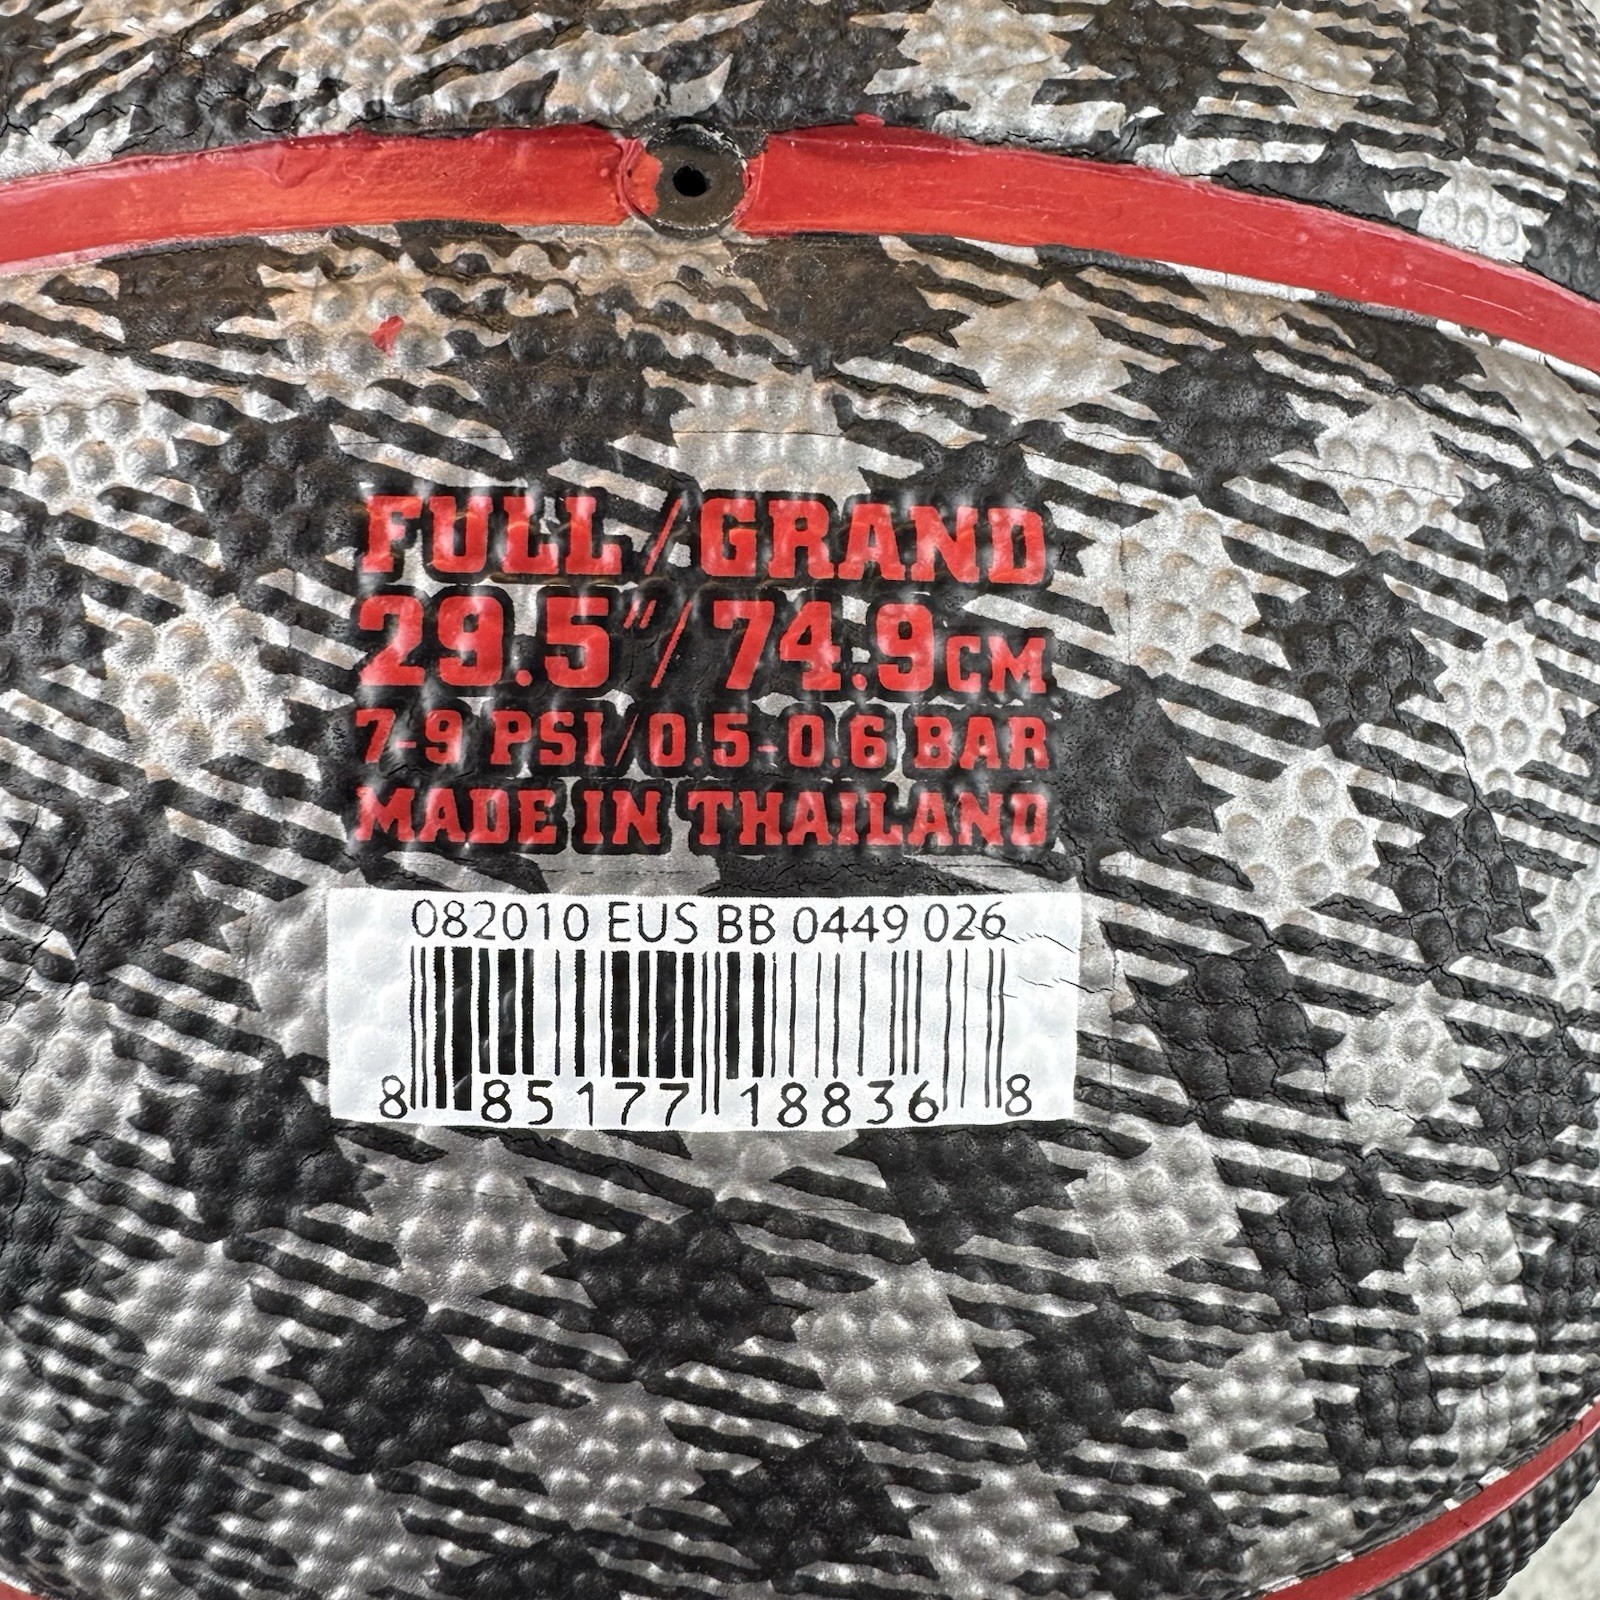 FULL / GRAND
29.5"/ 74.9CM
7-9 PSI/0.5-0.6 BAR
MADE IN THAILAND
082010 EUS BB 0449 026
8 85177 18836 8